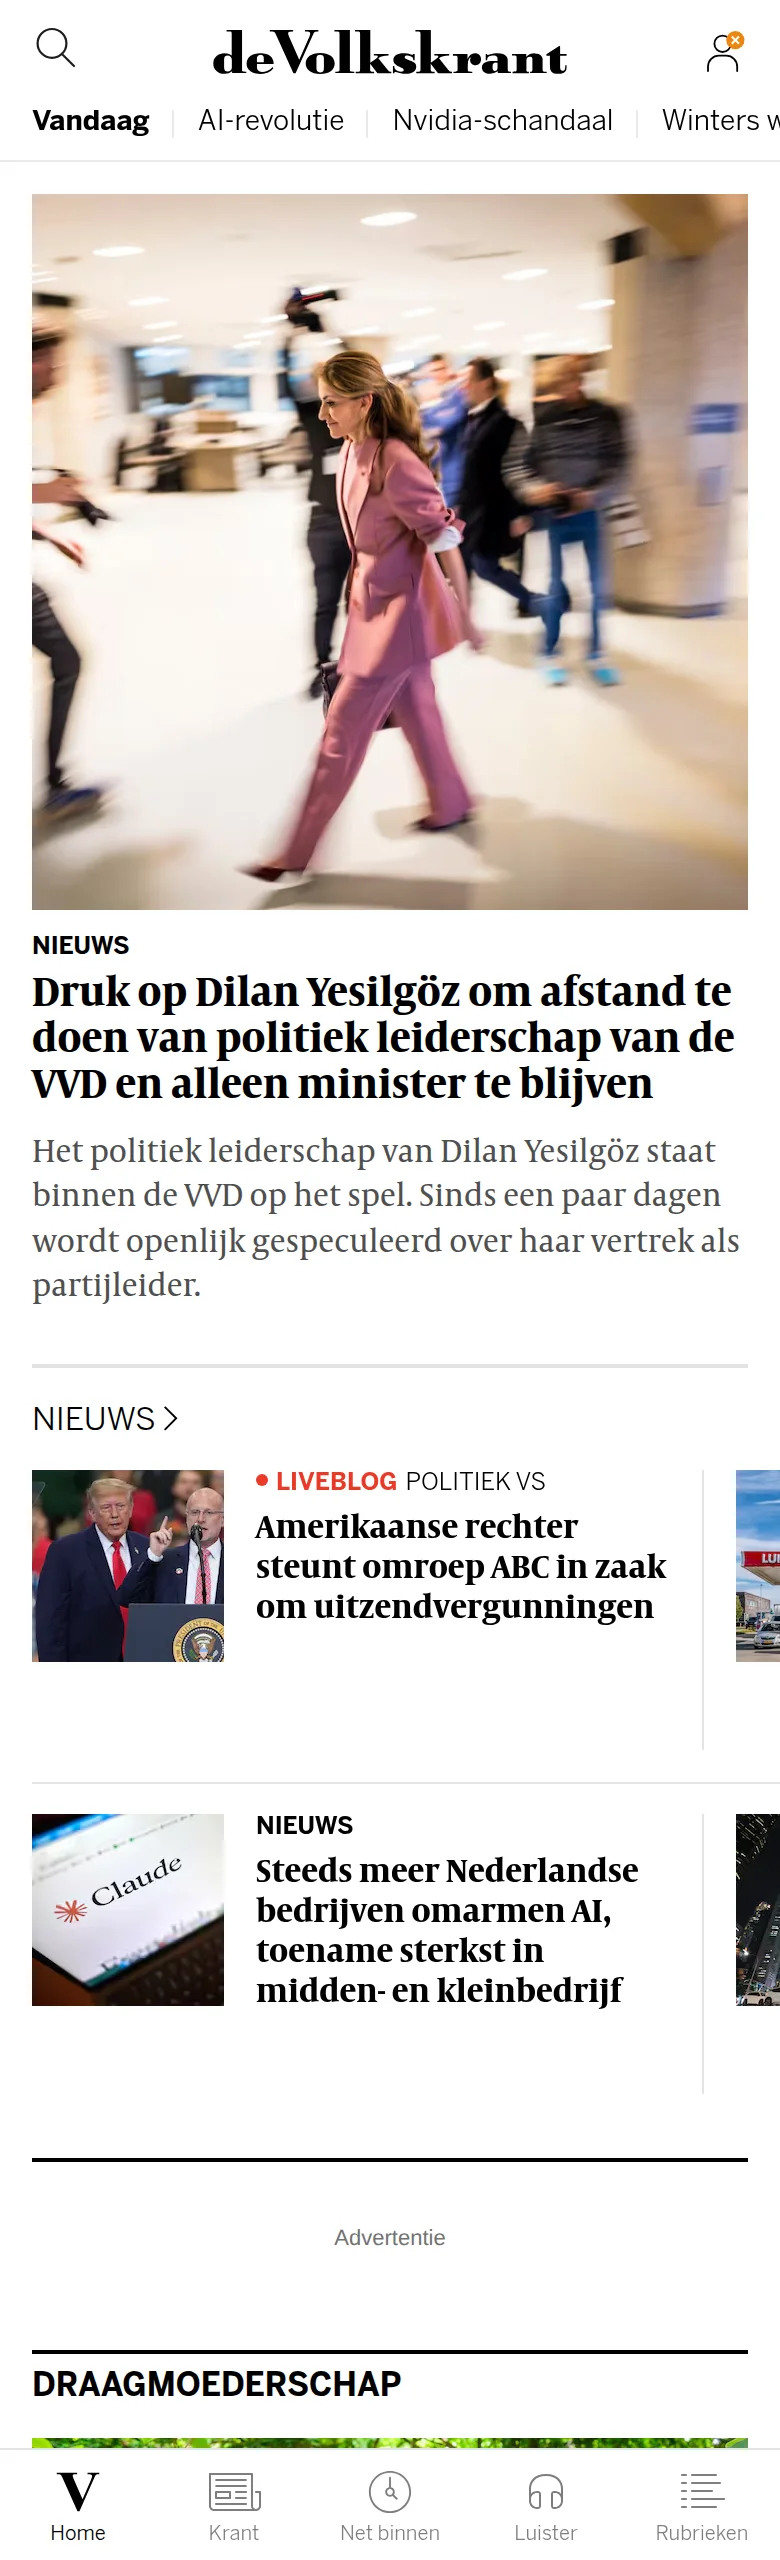 deVolkskrant
Vandaag
AI-revolutie
Nvidia-schandaal
Winters w
NIEUWS
Druk op Dilan Yesilgöz om afstand te
doen van politiek leiderschap van de
VVD en alleen minister te blijven
Het politiek leiderschap van Dilan Yesilgöz staat
binnen de VVD op het spel. Sinds een paar dagen
wordt openlijk gespeculeerd over haar vertrek als
partijleider.
NIEUWS
LIVEBLOG POLITIEK VS
Amerikaanse rechter
steunt omroep ABC in zaak
om uitzendvergunningen
LU
Claude
NIEUWS
Steeds meer Nederlandse
bedrijven omarmen AI,
toename sterkst in
midden- en kleinbedrijf
Advertentie
DRAAGMOEDERSCHAP
V
Home
Krant
Net binnen
Luister
Rubrieken